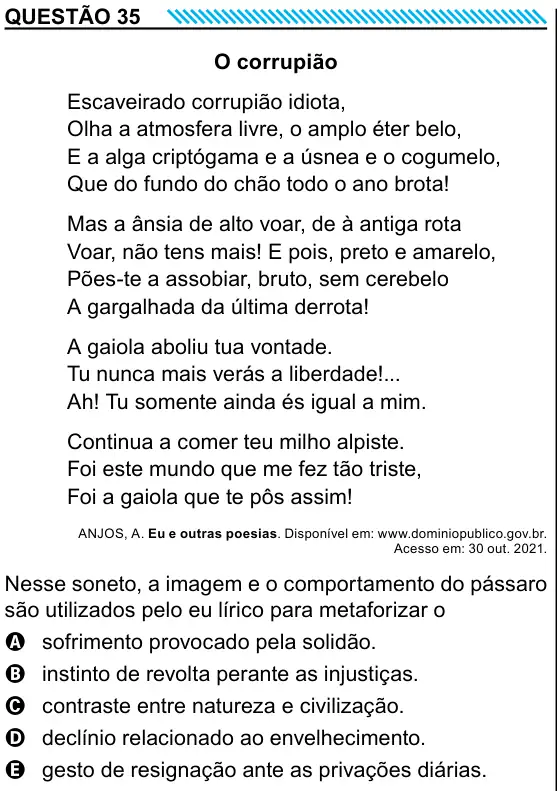 QUESTÃO 35
O corrupião
Escaveirado corrupião idiota,
Olha a atmosfera livre, o amplo éter belo,
E a alga criptógama e a úsnea e o cogumelo,
Que do fundo do chão todo o ano brota!
Mas a ânsia de alto voar, de à antiga rota
Voar, não tens mais! E pois, preto e amarelo,
Pões-te a assobiar, bruto, sem cerebelo
A gargalhada da última derrota!
A gaiola aboliu tua vontade.
Tu nunca mais verás a liberdade!...
Ah! Tu somente ainda és igual a mim.
Continua a comer teu milho alpiste.
Foi este mundo que me fez tão triste,
Foi a gaiola que te pôs assim!
ANJOS, A. Eu e outras poesias. Disponível em: www.dominiopublico.gov.br.
Acesso em: 30 out. 2021.
Nesse soneto, a imagem e o comportamento do pássaro
são utilizados pelo eu lírico para metaforizar o
A sofrimento provocado pela solidão.
B instinto de revolta perante as injustiças.
C contraste entre natureza e civilização.
D declínio relacionado ao envelhecimento.
E gesto de resignação ante as privações diárias.